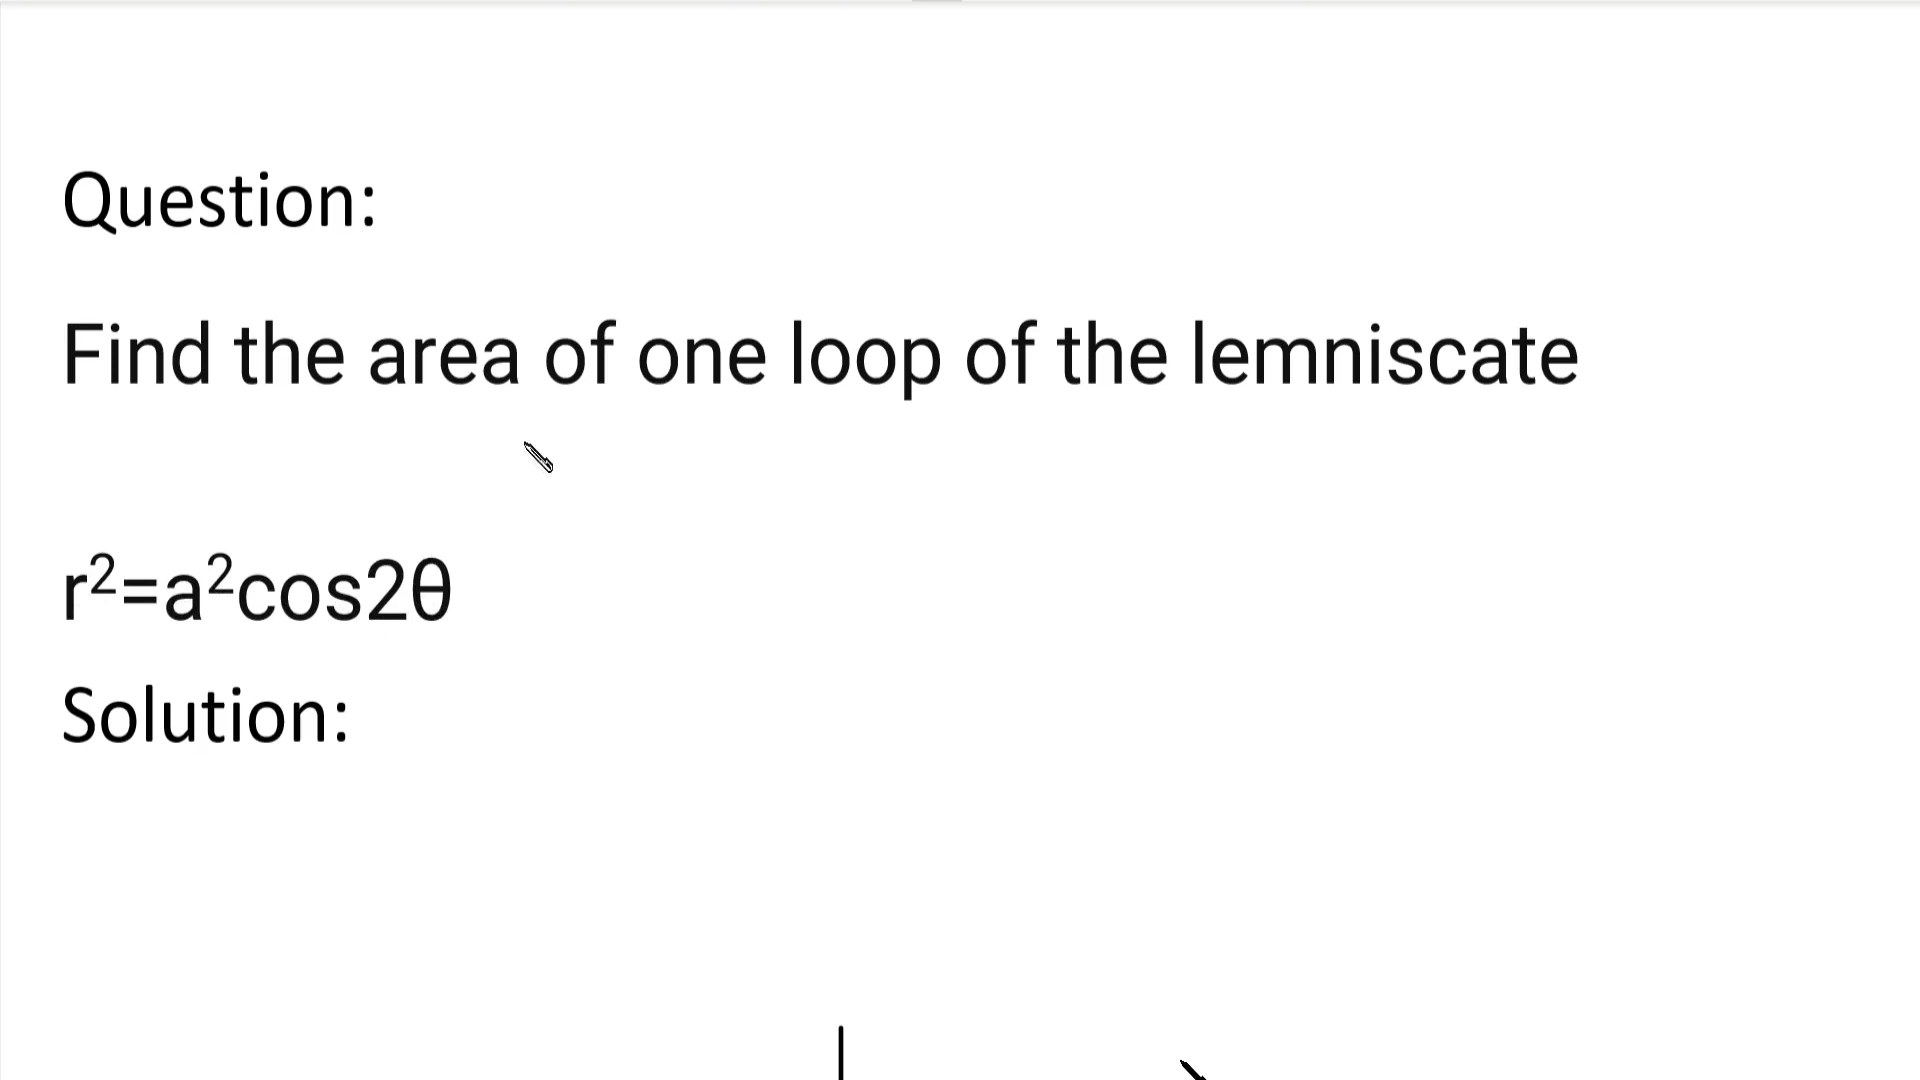 Question:
Find the area of one loop of the lemniscate
r²=a²cos2θ
Solution: